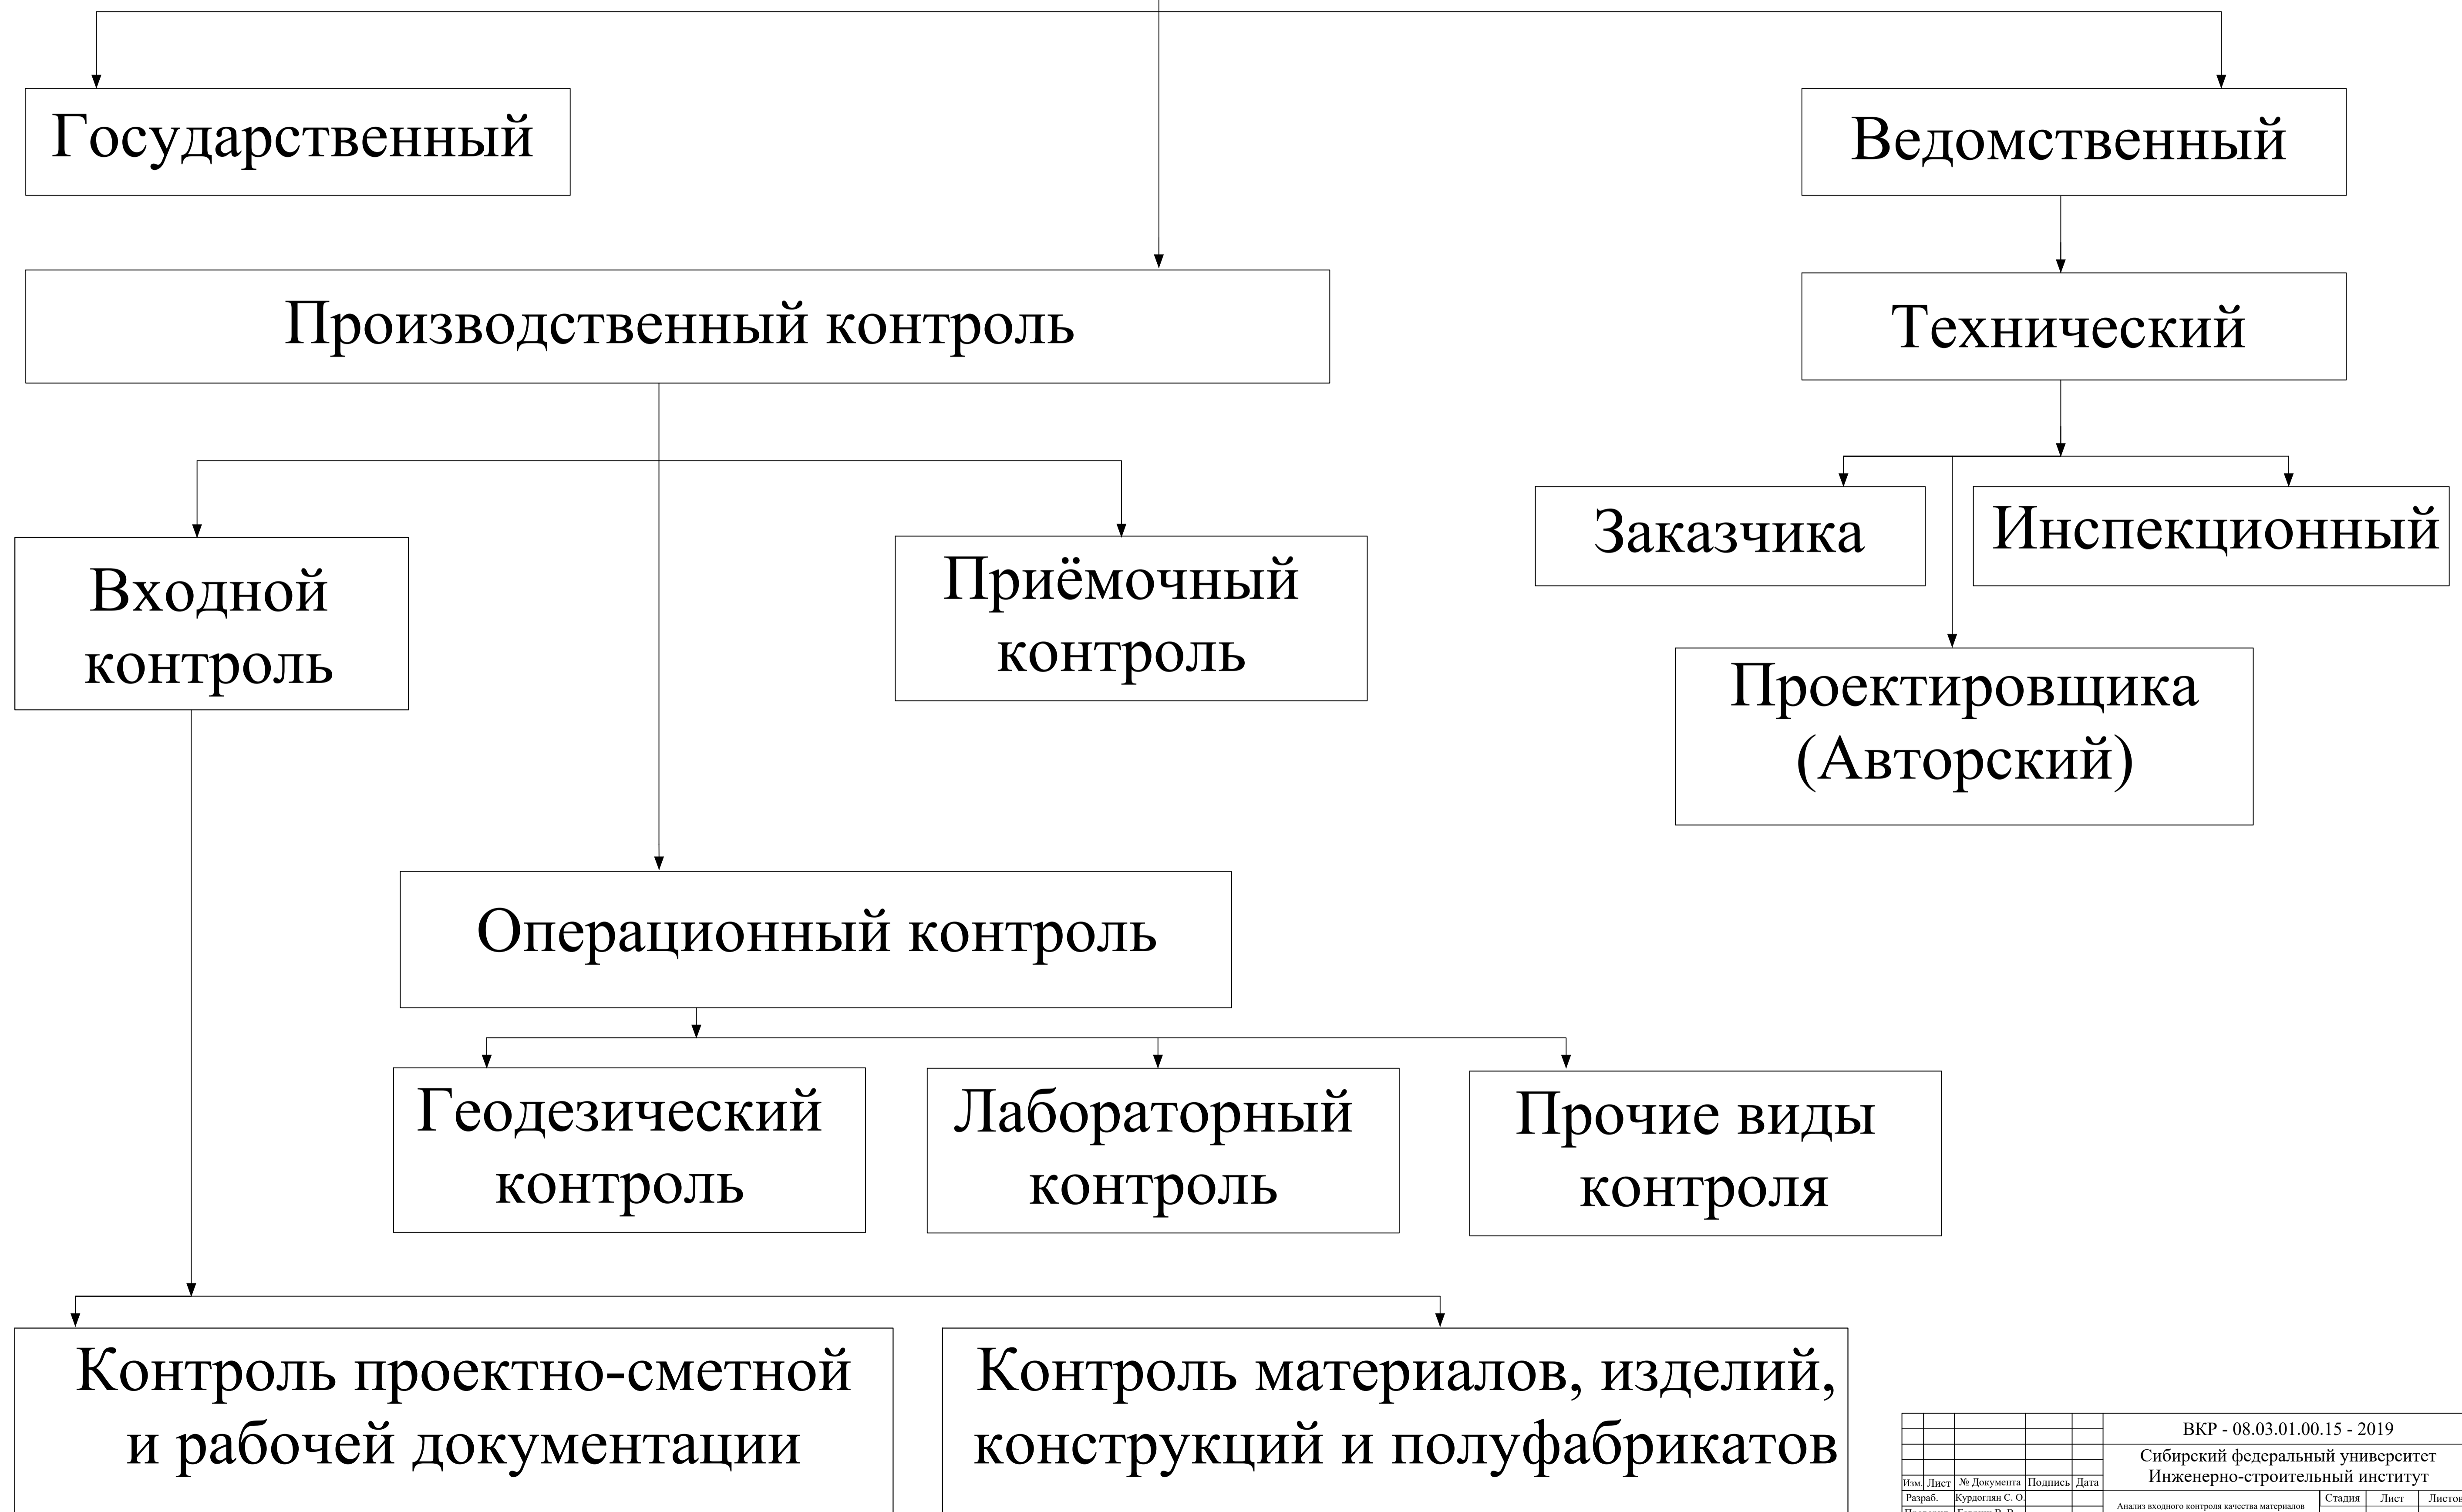 Государственный
Ведомственный
Производственный контроль
Технический
Входной
контроль
Приёмочный
контроль
Заказчика
Инспекционный
Проектировщика
(Авторский)
Операционный контроль
Геодезический
контроль
Лабораторный
контроль
Прочие виды
контроля
Контроль проектно-сметной
и рабочей документации
Контроль материалов, изделий,
конструкций и полуфабрикатов
ВКР - 08.03.01.00.15 - 2019
Сибирский федеральный университет
Инженерно-строительный институт
Изм. Лист № Документа Подпись Дата
Разраб. Курдоглян С. О.
Анализ входного контроля качества материалов
Стадия Лист Листов